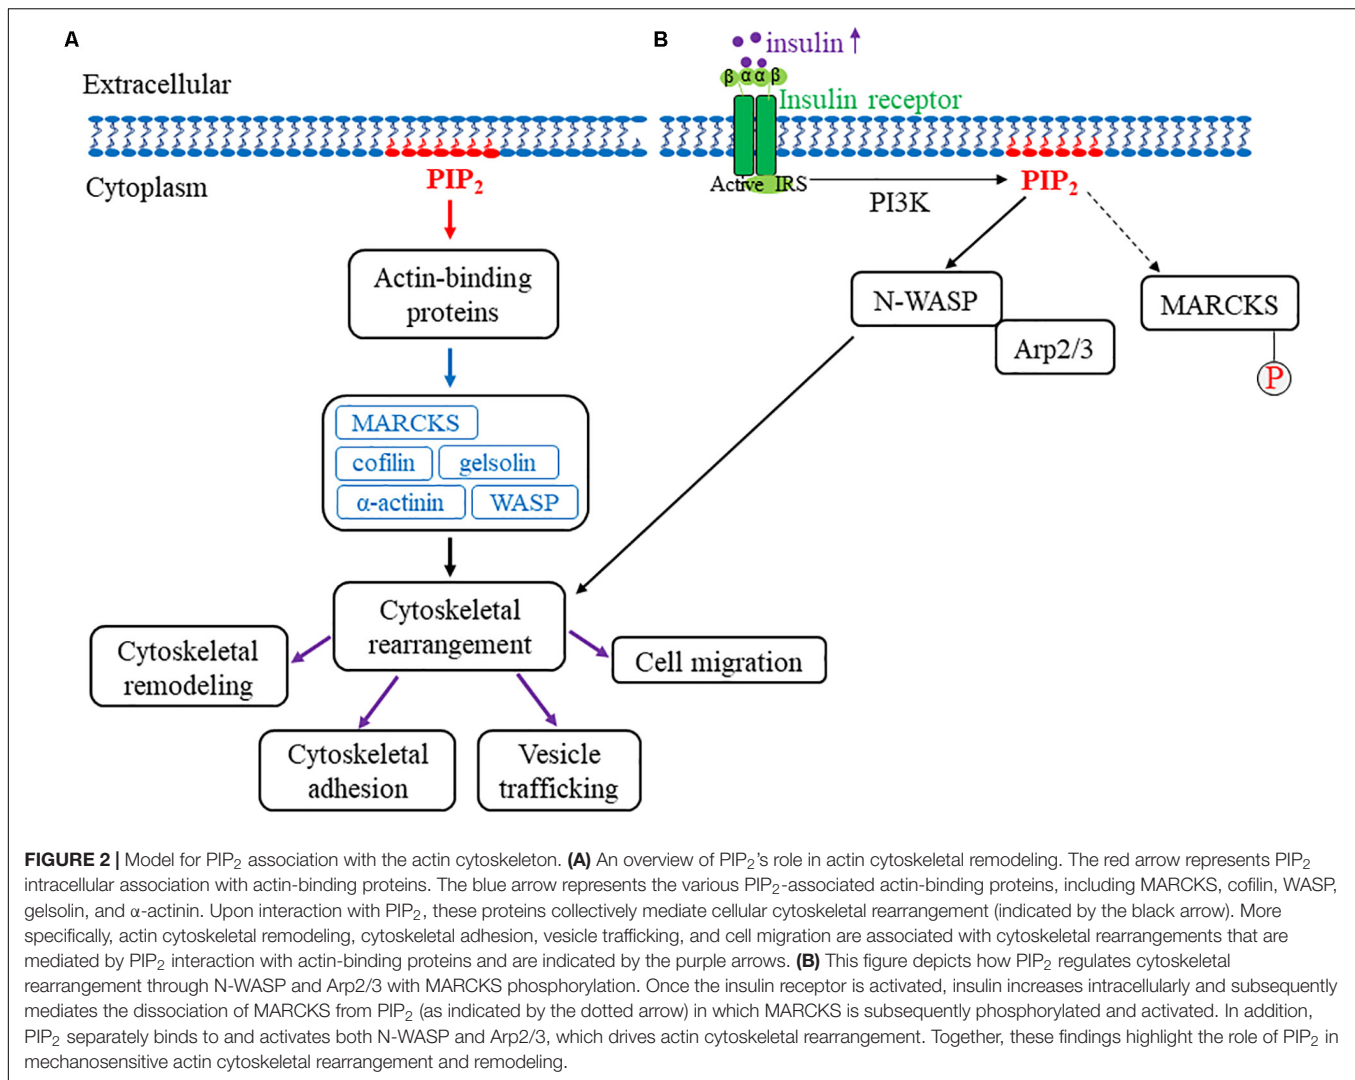 A
Extracellular
Cytoplasm
PIP₂
Actin-binding
proteins
MARCKS
cofilin
gelsolin
α-actinin
WASP
Cytoskeletal
rearrangement
Cytoskeletal
remodeling
Cytoskeletal
adhesion
Vesicle
trafficking
Cell migration
B
insulin
β α α β
Insulin receptor
Active IRS
PI3K
PIP₂
N-WASP
Arp2/3
MARCKS
P
FIGURE 2 | Model for PIP₂ association with the actin cytoskeleton. (A) An overview of PIP₂'s role in actin cytoskeletal remodeling. The red arrow represents PIP₂
intracellular association with actin-binding proteins. The blue arrow represents the various PIP₂-associated actin-binding proteins, including MARCKS, cofilin, WASP,
gelsolin, and α-actinin. Upon interaction with PIP₂, these proteins collectively mediate cellular cytoskeletal rearrangement (indicated by the black arrow). More
specifically, actin cytoskeletal remodeling, cytoskeletal adhesion, vesicle trafficking, and cell migration are associated with cytoskeletal rearrangements that are
mediated by PIP₂ interaction with actin-binding proteins and are indicated by the purple arrows. (B) This figure depicts how PIP₂ regulates cytoskeletal
rearrangement through N-WASP and Arp2/3 with MARCKS phosphorylation. Once the insulin receptor is activated, insulin increases intracellularly and subsequently
mediates the dissociation of MARCKS from PIP₂ (as indicated by the dotted arrow) in which MARCKS is subsequently phosphorylated and activated. In addition,
PIP₂ separately binds to and activates both N-WASP and Arp2/3, which drives actin cytoskeletal rearrangement. Together, these findings highlight the role of PIP₂ in
mechanosensitive actin cytoskeletal rearrangement and remodeling.